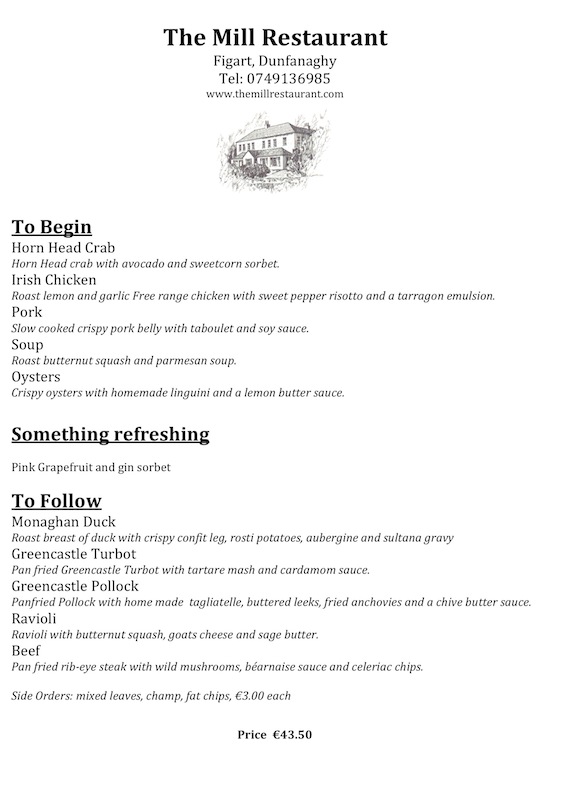 The Mill Restaurant
Figart, Dunfanaghy
Tel: 0749136985
www.themillrestaurant.com
To Begin
Horn Head Crab
Horn Head crab with avocado and sweetcorn sorbet.
Irish Chicken
Roast lemon and garlic Free range chicken with sweet pepper risotto and a tarragon emulsion.
Pork
Slow cooked crispy pork belly with taboulet and soy sauce.
Soup
Roast butternut squash and parmesan soup.
Oysters
Crispy oysters with homemade linguini and a lemon butter sauce.
Something refreshing
Pink Grapefruit and gin sorbet
To Follow
Monaghan Duck
Roast breast of duck with crispy confit leg, rosti potatoes, aubergine and sultana gravy
Greencastle Turbot
Pan fried Greencastle Turbot with tartare mash and cardamom sauce.
Greencastle Pollock
Panfried Pollock with home made tagliatelle, buttered leeks, fried anchovies and a chive butter sauce.
Ravioli
Ravioli with butternut squash, goats cheese and sage butter.
Beef
Pan fried rib-eye steak with wild mushrooms, béarnaise sauce and celeriac chips.
Side Orders: mixed leaves, champ, fat chips, €3.00 each
Price €43.50